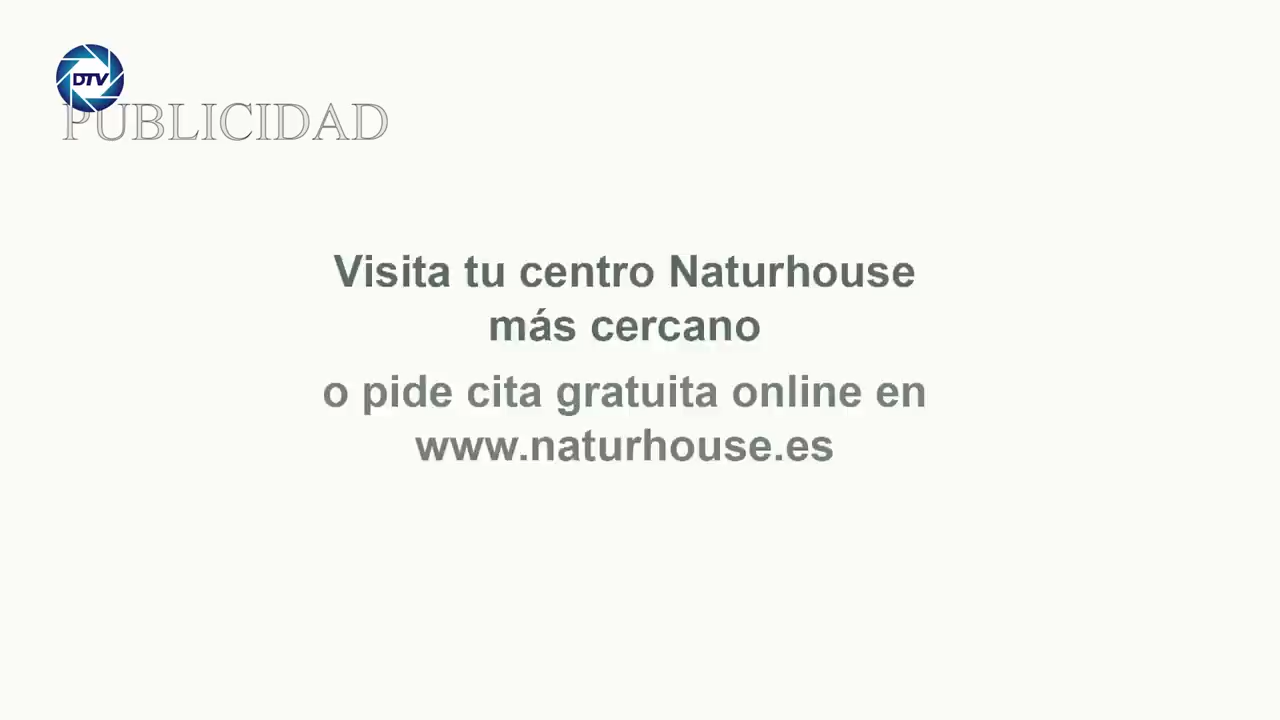 DTV
PUBLICIDAD
Visita tu centro Naturhouse
más cercano
o pide cita gratuita online en
www.naturhouse.es